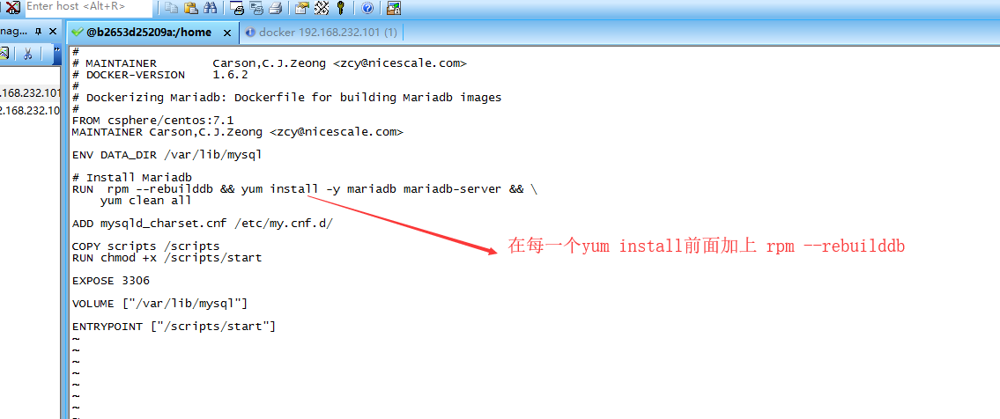 Enter host <Alt+R>
nag...
@b2653d25209a:/home
docker 192.168.232.101 (1)
.168.232.101
2.168.232.10
#
# MAINTAINER        Carson,C.J.Zeong <zcy@nicescale.com>
# DOCKER-VERSION    1.6.2
#
# Dockerizing Mariadb: Dockerfile for building Mariadb images
#
FROM csphere/centos:7.1
MAINTAINER Carson,C.J.Zeong <zcy@nicescale.com>
ENV DATA_DIR /var/lib/mysql
# Install Mariadb
RUN  rpm --rebuilddb && yum install -y mariadb mariadb-server && \
    yum clean all
ADD mysqld_charset.cnf /etc/my.cnf.d/
COPY scripts /scripts
RUN chmod +x /scripts/start
在每一个yum install前面加上 rpm --rebuilddb
EXPOSE 3306
VOLUME ["/var/lib/mysql"]
ENTRYPOINT ["/scripts/start"]
~
~
~
~
~
~
~
~